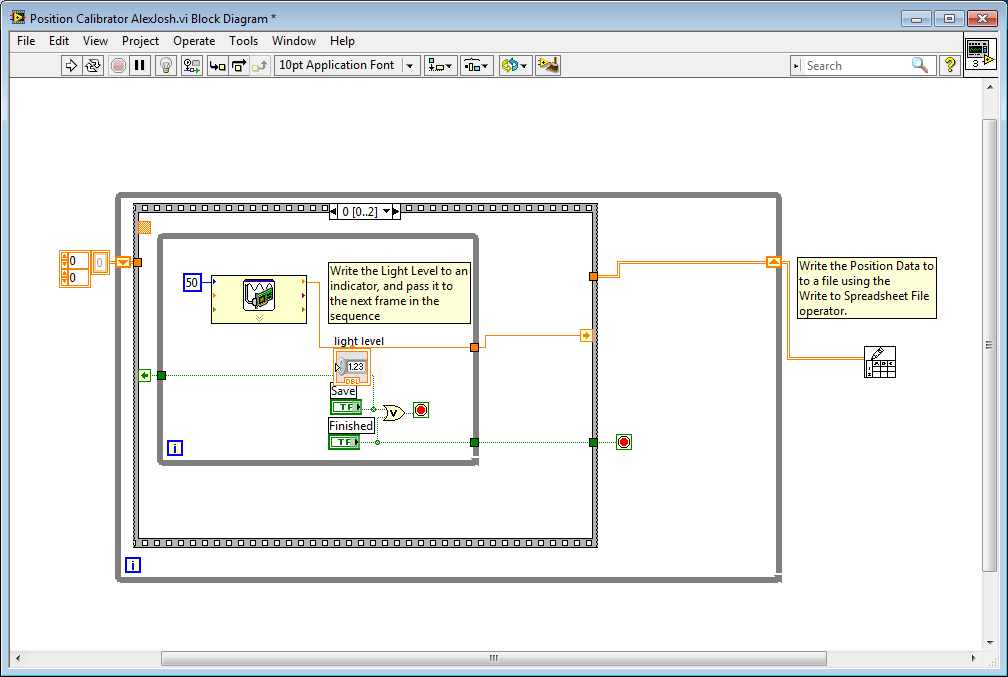 Position Calibrator AlexJosh.vi Block Diagram *
File Edit View Project Operate Tools Window Help
10pt Application Font
Search
?
3
0 [0..2]
0
0
0
50
Write the Light Level to an
indicator, and pass it to
the next frame in the
sequence
Write the Position Data to
to a file using the
Write to Spreadsheet File
operator.
light level
1.23
DBL
Save
TF
V
Finished
TF
i
i